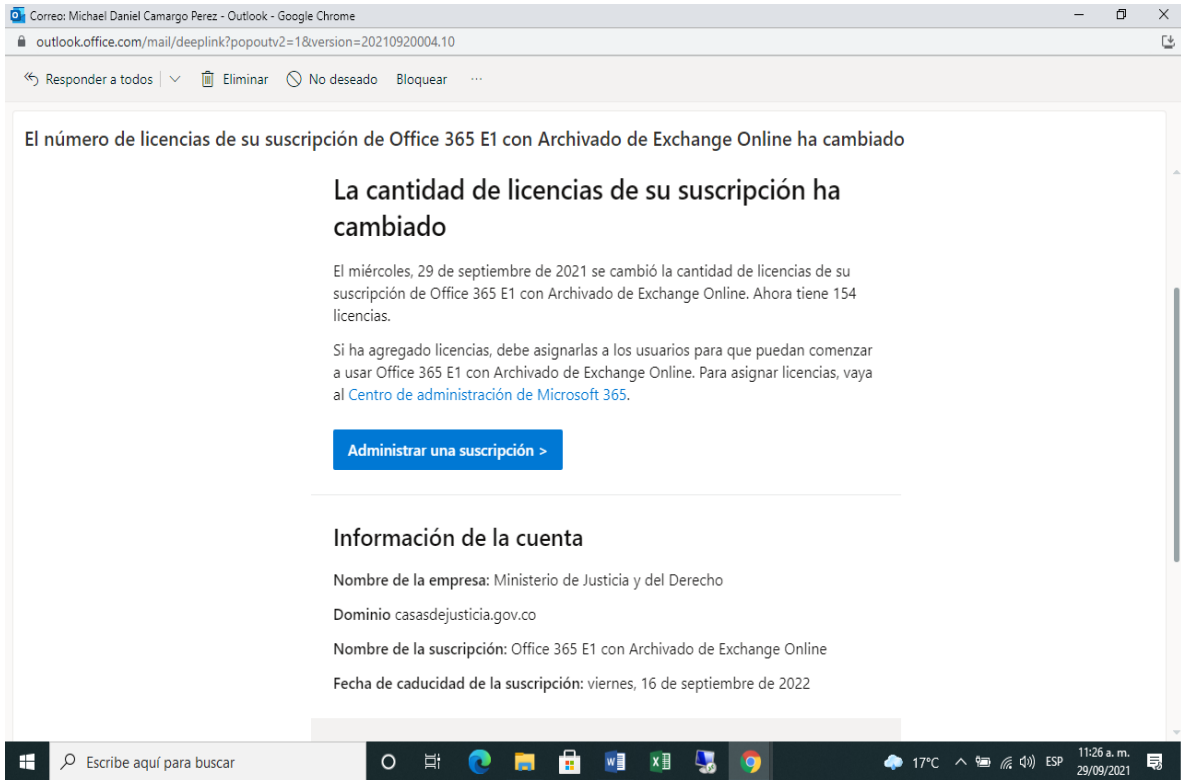 Correo: Michael Daniel Camargo Perez - Outlook - Google Chrome
outlook.office.com/mail/deeplink?popoutv2=1&version=20210920004.10
Responder a todos Eliminar No deseado Bloquear ...
El número de licencias de su suscripción de Office 365 E1 con Archivado de Exchange Online ha cambiado
La cantidad de licencias de su suscripción ha
cambiado
El miércoles, 29 de septiembre de 2021 se cambió la cantidad de licencias de su
suscripción de Office 365 E1 con Archivado de Exchange Online. Ahora tiene 154
licencias.
Si ha agregado licencias, debe asignarlas a los usuarios para que puedan comenzar
a usar Office 365 E1 con Archivado de Exchange Online. Para asignar licencias, vaya
al Centro de administración de Microsoft 365.
Administrar una suscripción >
Información de la cuenta
Nombre de la empresa: Ministerio de Justicia y del Derecho
Dominio casasdejusticia.gov.co
Nombre de la suscripción: Office 365 E1 con Archivado de Exchange Online
Fecha de caducidad de la suscripción: viernes, 16 de septiembre de 2022
Escribe aquí para buscar
17°C ESP
11:26 a. m.
29/09/2021